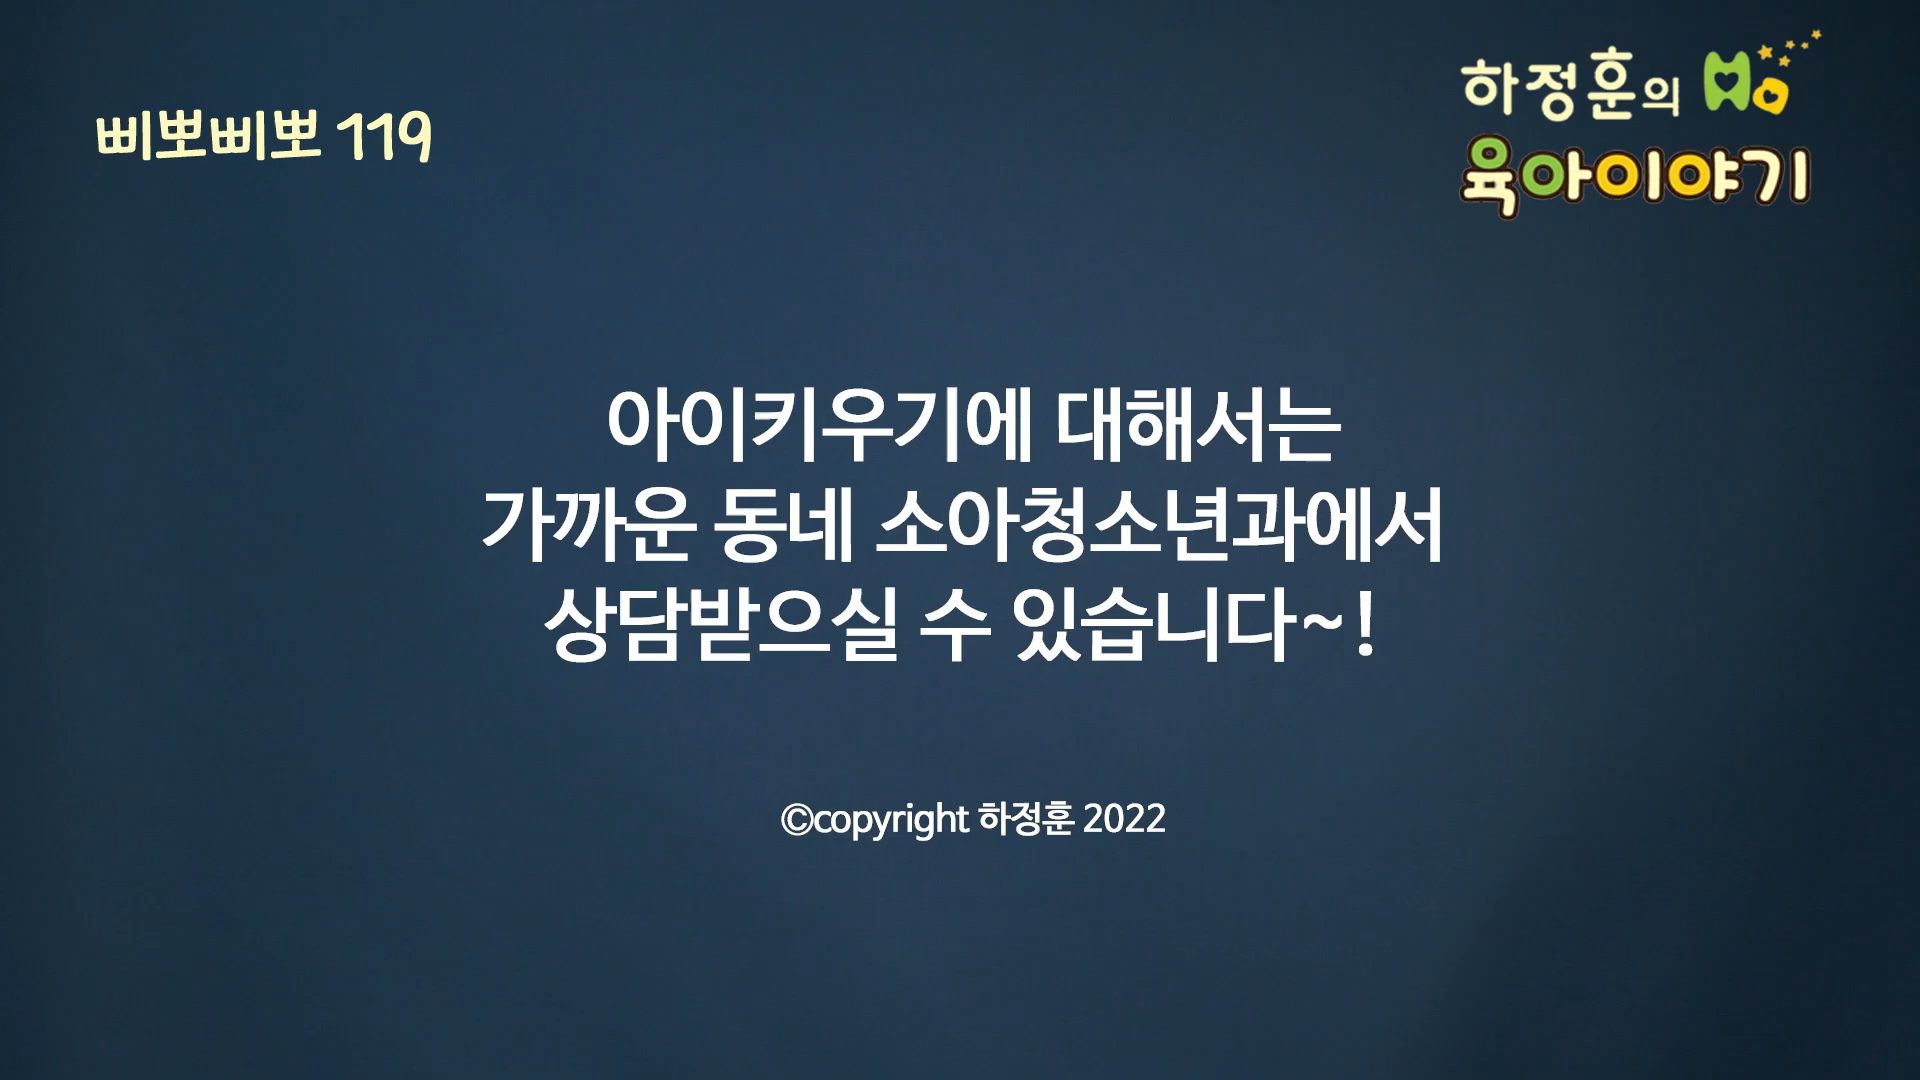 삐뽀삐뽀 119
하정훈의
육아이야기
아이키우기에 대해서는
가까운 동네 소아청소년과에서
상담받으실 수 있습니다~!
©copyright 하정훈 2022